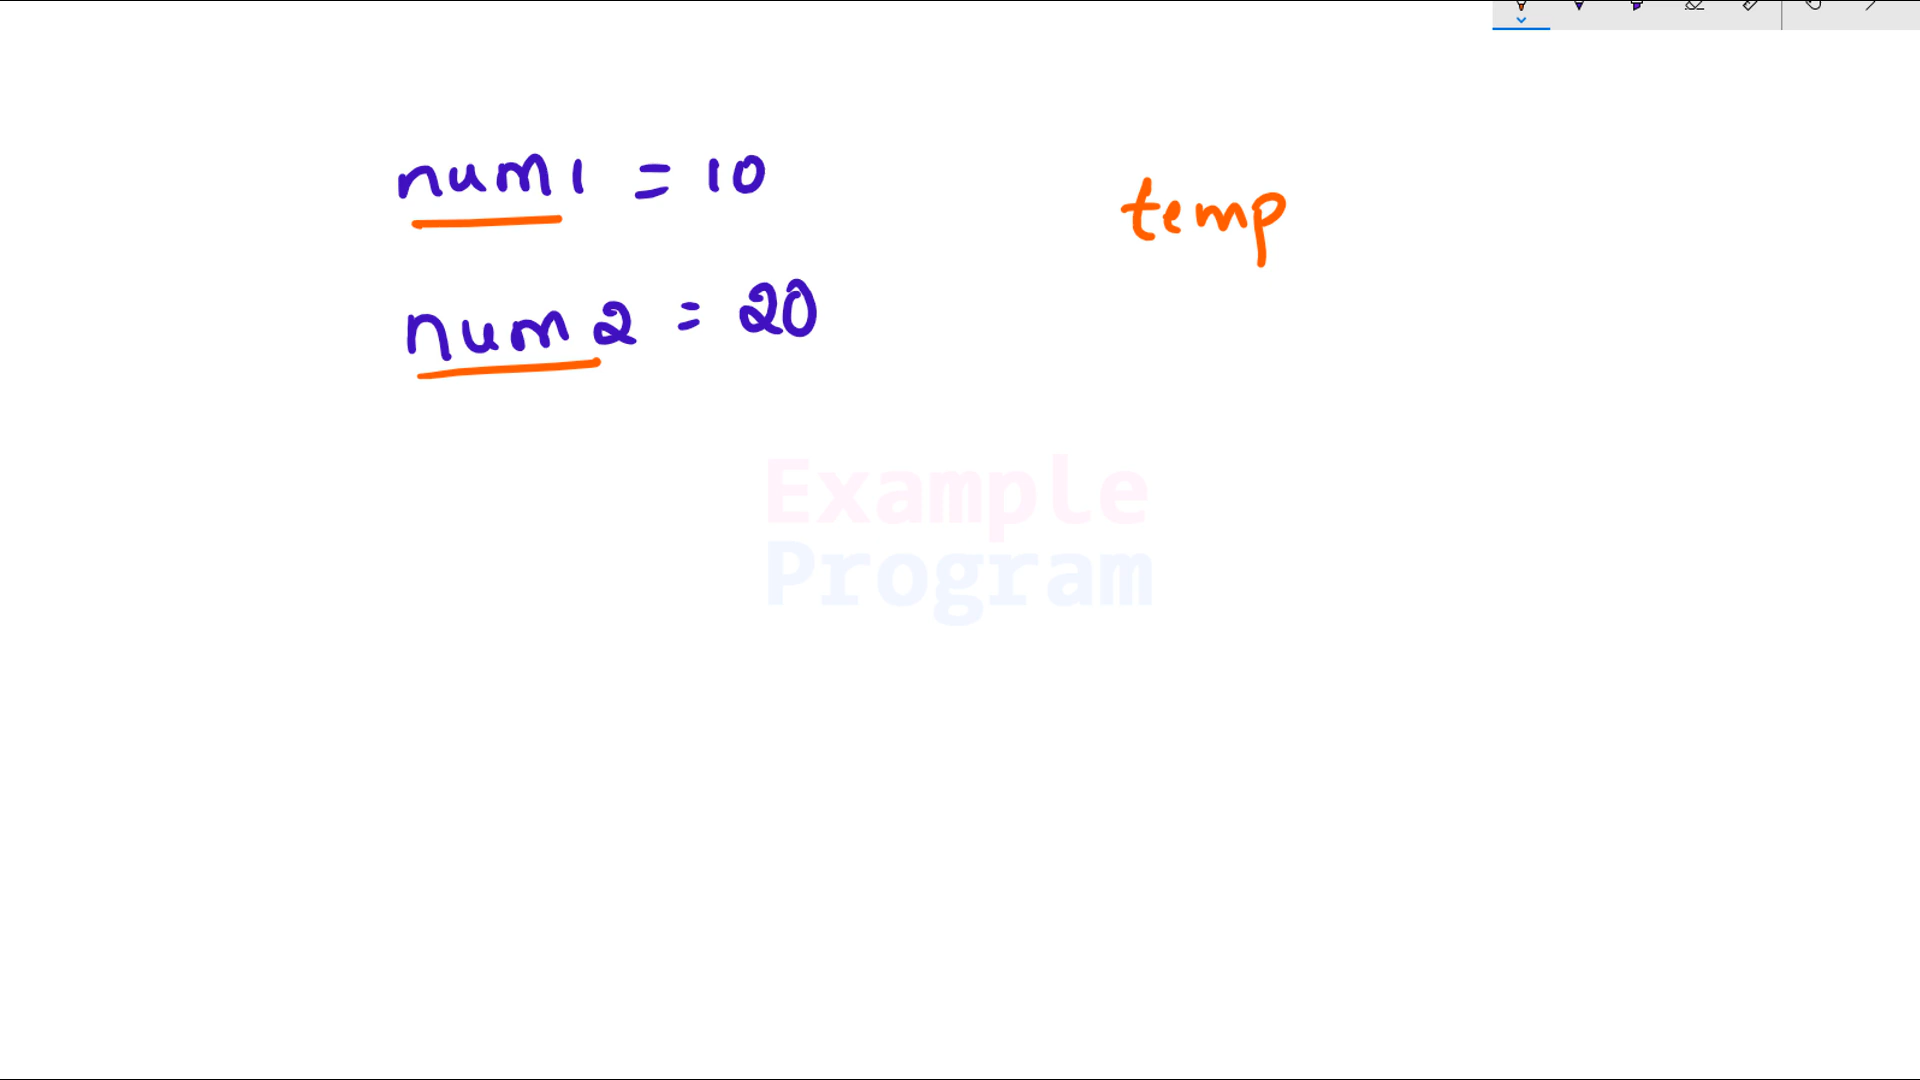 num1 = 10
temp
num2 = 20
Example
Program